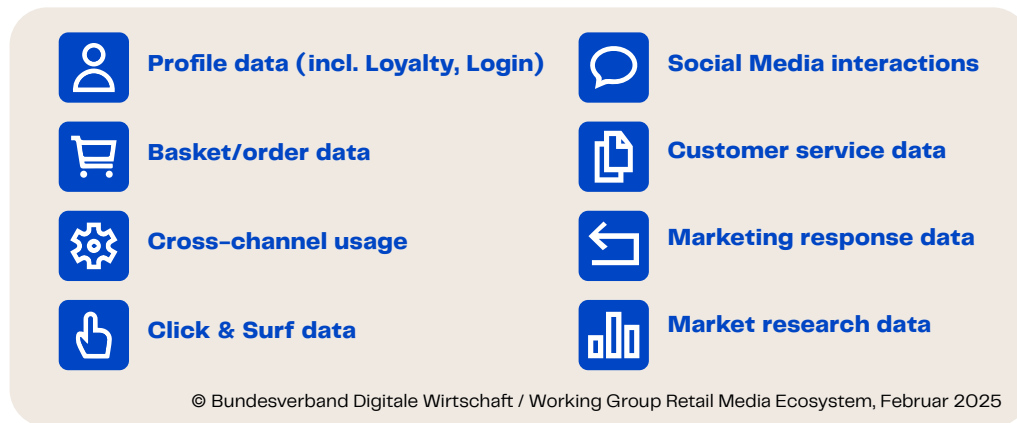 Profile data (incl. Loyalty, Login)
Basket/order data
Cross-channel usage
Click & Surf data
Social Media interactions
Customer service data
Marketing response data
Market research data
© Bundesverband Digitale Wirtschaft / Working Group Retail Media Ecosystem, Februar 2025